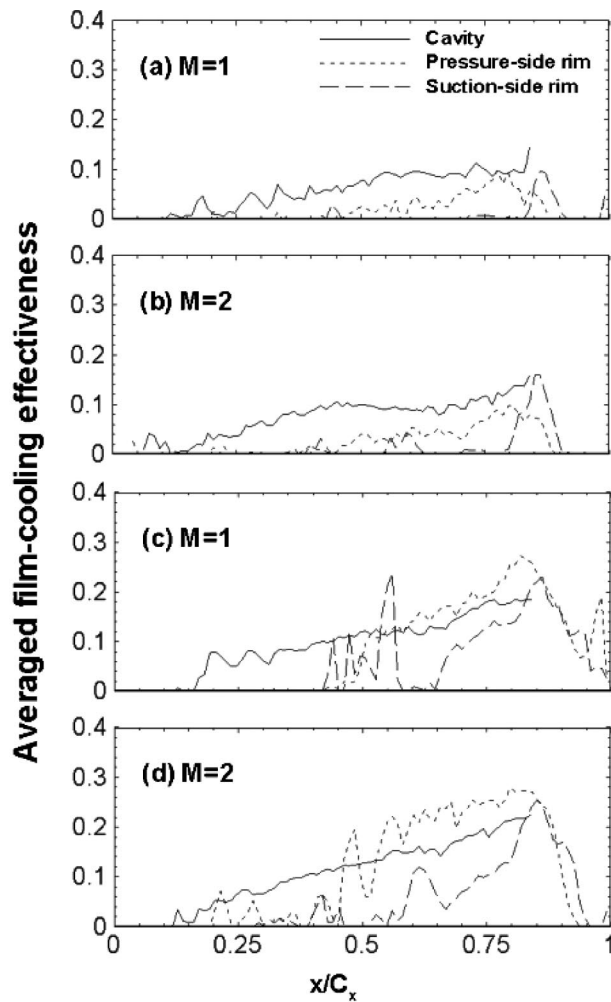 0.4
(a) M=1
Cavity
Pressure-side rim
Suction-side rim
0.3
0.2
0.1
0
0.4
(b) M=2
0.3
0.2
0.1
0
0.4
(c) M=1
0.3
0.2
0.1
0
0.4
(d) M=2
0.3
0.2
0.1
0
0 0.25 0.5 0.75 1
x/Cₓ
Averaged film-cooling effectiveness